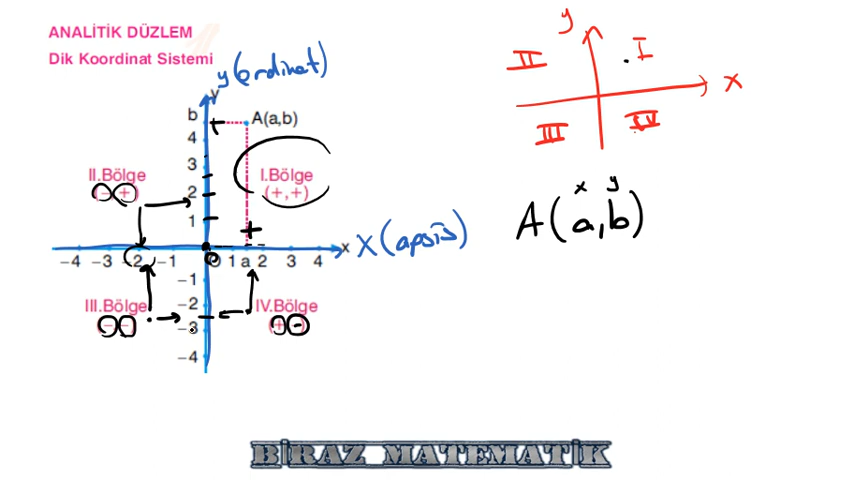 ANALİTİK DÜZLEM
Dik Koordinat Sistemi
y(ordinat)
y
b
A(a,b)
4
3
II.Bölge
I.Bölge
2
(- +)
(+,+)
1
+
x
X(apsis)
-4 -3 -2 -1 O 1 a 2 3 4
-1
III.Bölge
-2
IV.Bölge
(- -)
-3
(+ -)
-4
y
II
I
x
III
IV
x y
A(a,b)
BİRAZ MATEMATİK